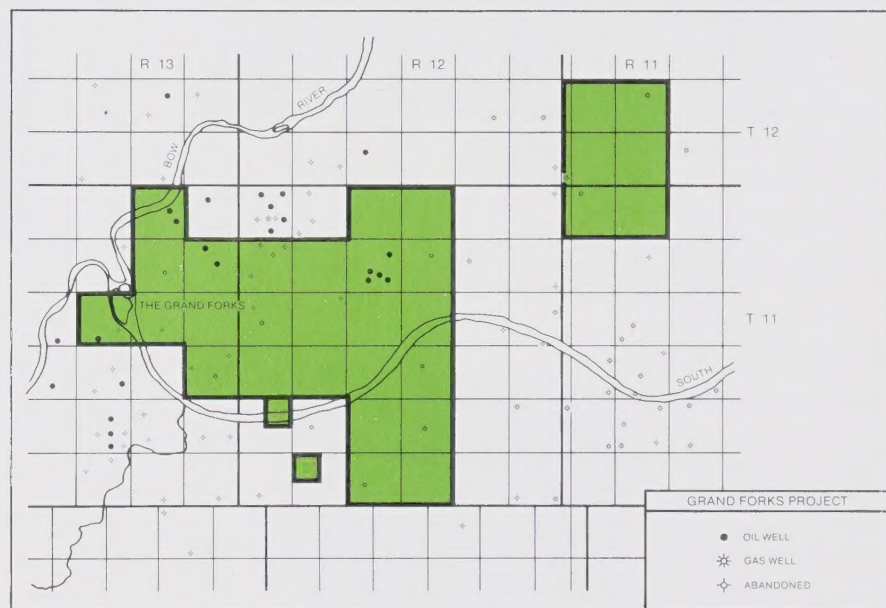 R 13
R 12
R 11
RIVER
BOW
T 12
THE GRAND FORKS
T 11
SOUTH
GRAND FORKS PROJECT
OIL WELL
GAS WELL
ABANDONED